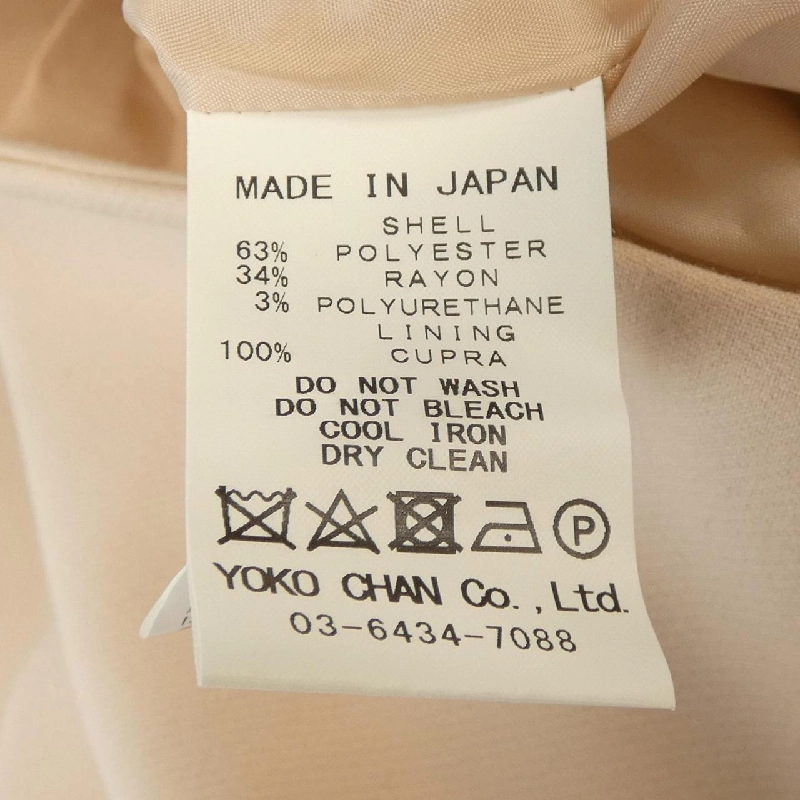 MADE IN JAPAN
SHELL
63% POLYESTER
34% RAYON
3% POLYURETHANE
LINING
100% CUPRA
DO NOT WASH
DO NOT BLEACH
COOL IRON
DRY CLEAN
P
YOKO CHAN Co.,Ltd.
03-6434-7088